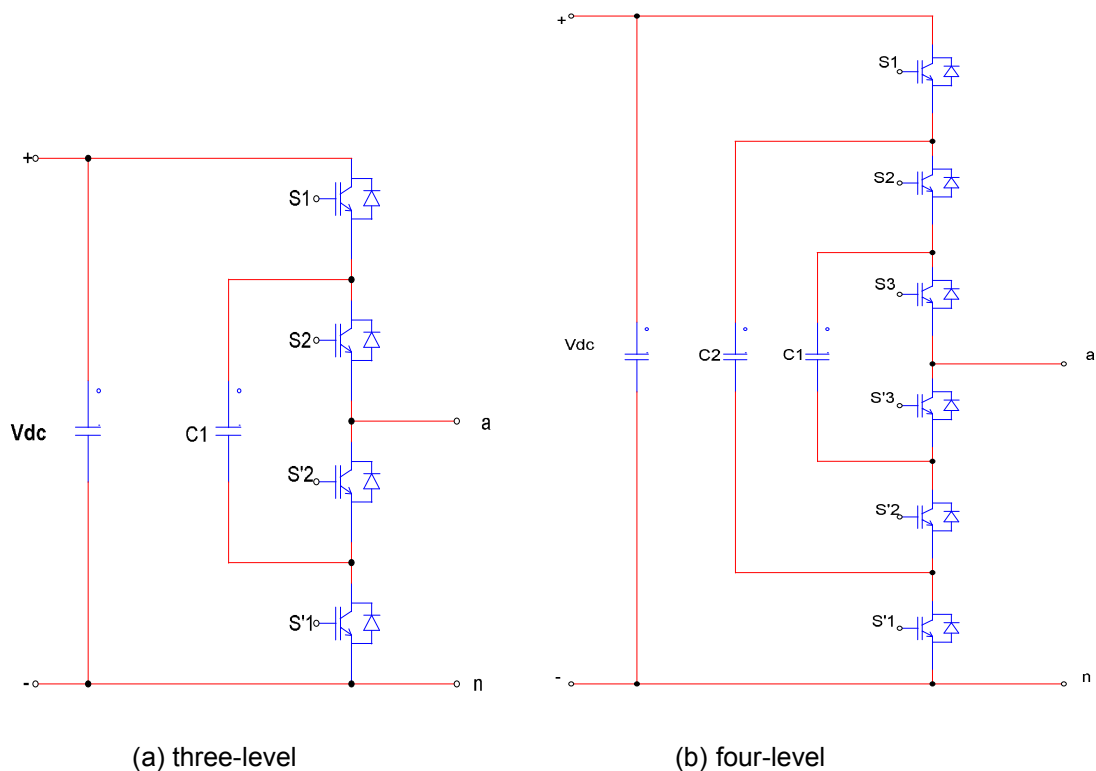 +
S1
S2
Vdc
C1
a
S'2
S'1
-
n
(a) three-level
+
S1
S2
S3
Vdc
C2
C1
a
S'3
S'2
S'1
-
n
(b) four-level